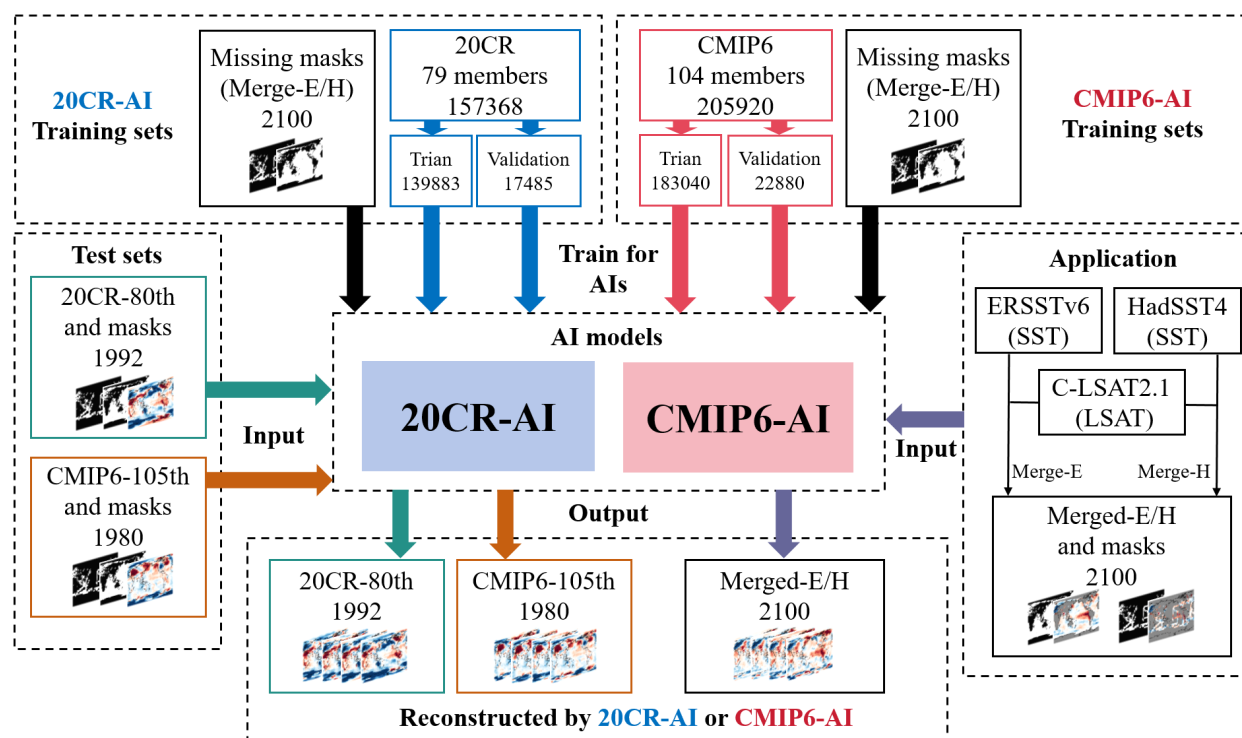 20CR-AI
Training sets
Missing masks
(Merge-E/H)
2100
20CR
79 members
157368
Trian
139883
Validation
17485
CMIP6
104 members
205920
Trian
183040
Validation
22880
Missing masks
(Merge-E/H)
2100
CMIP6-AI
Training sets
Train for
AIs
Test sets
20CR-80th
and masks
1992
CMIP6-105th
and masks
1980
Input
AI models
20CR-AI
CMIP6-AI
Input
Application
ERSSTv6
(SST)
HadSST4
(SST)
C-LSAT2.1
(LSAT)
Merge-E
Merge-H
Merged-E/H
and masks
2100
Output
20CR-80th
1992
CMIP6-105th
1980
Merged-E/H
2100
Reconstructed by 20CR-AI or CMIP6-AI